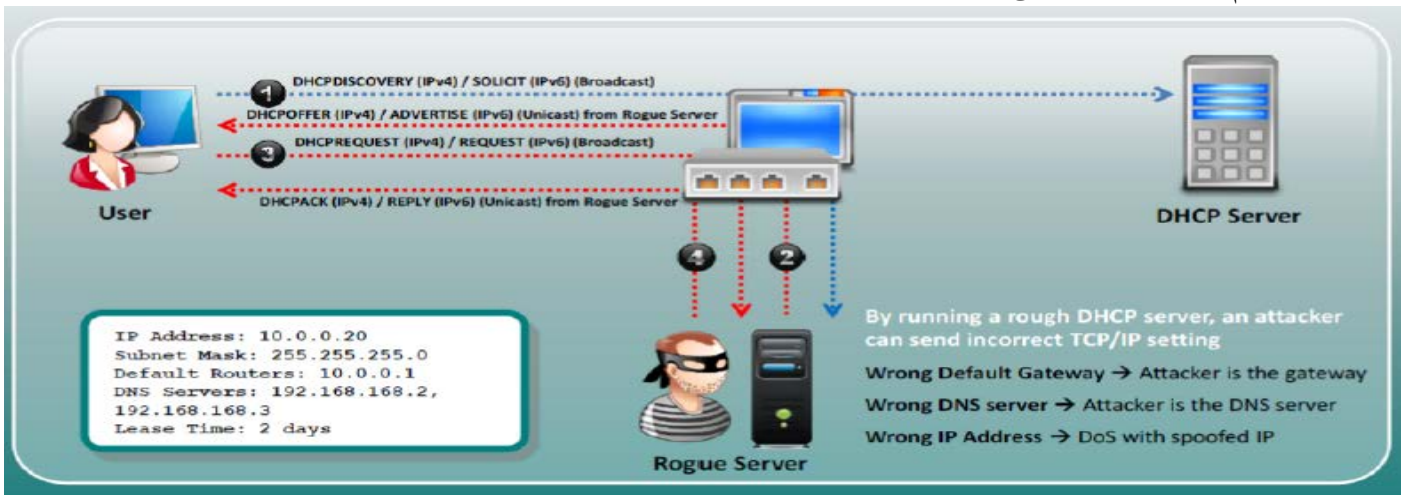 1
DHCPDISCOVERY (IPv4) / SOLICIT (IPv6) (Broadcast)
DHCPOFFER (IPv4) / ADVERTISE (IPv6) (Unicast) from Rogue Server
3
DHCPREQUEST (IPv4) / REQUEST (IPv6) (Broadcast)
DHCPACK (IPv4) / REPLY (IPv6) (Unicast) from Rogue Server
User
DHCP Server
4
2
IP Address: 10.0.0.20
Subnet Mask: 255.255.255.0
Default Routers: 10.0.0.1
DNS Servers: 192.168.168.2,
192.168.168.3
Lease Time: 2 days
Rogue Server
By running a rough DHCP server, an attacker
can send incorrect TCP/IP setting
Wrong Default Gateway → Attacker is the gateway
Wrong DNS server → Attacker is the DNS server
Wrong IP Address → DoS with spoofed IP